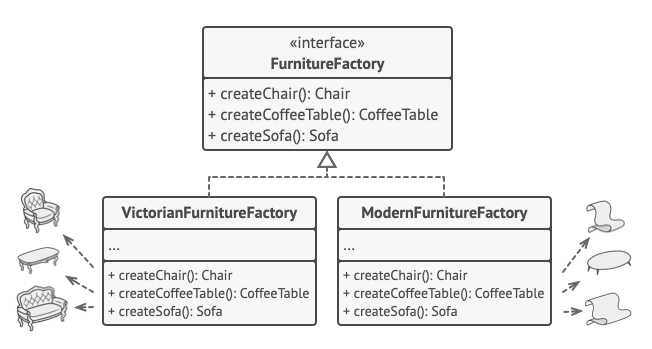 «interface»
FurnitureFactory
+ createChair(): Chair
+ createCoffeeTable(): CoffeeTable
+ createSofa(): Sofa
VictorianFurnitureFactory
...
+ createChair(): Chair
+ createCoffeeTable(): CoffeeTable
+ createSofa(): Sofa
ModernFurnitureFactory
...
+ createChair(): Chair
+ createCoffeeTable(): CoffeeTable
+ createSofa(): Sofa